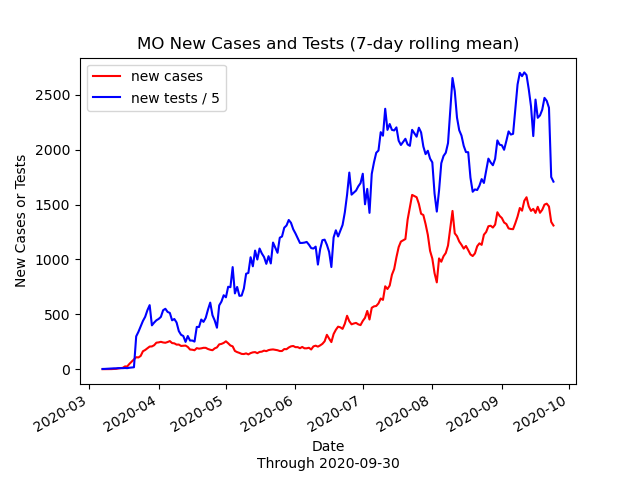 MO New Cases and Tests (7-day rolling mean)
new cases
new tests / 5
New Cases or Tests
2500
2000
1500
1000
500
0
2020-03
2020-04
2020-05
2020-06
2020-07
2020-08
2020-09
2020-10
Date
Through 2020-09-30